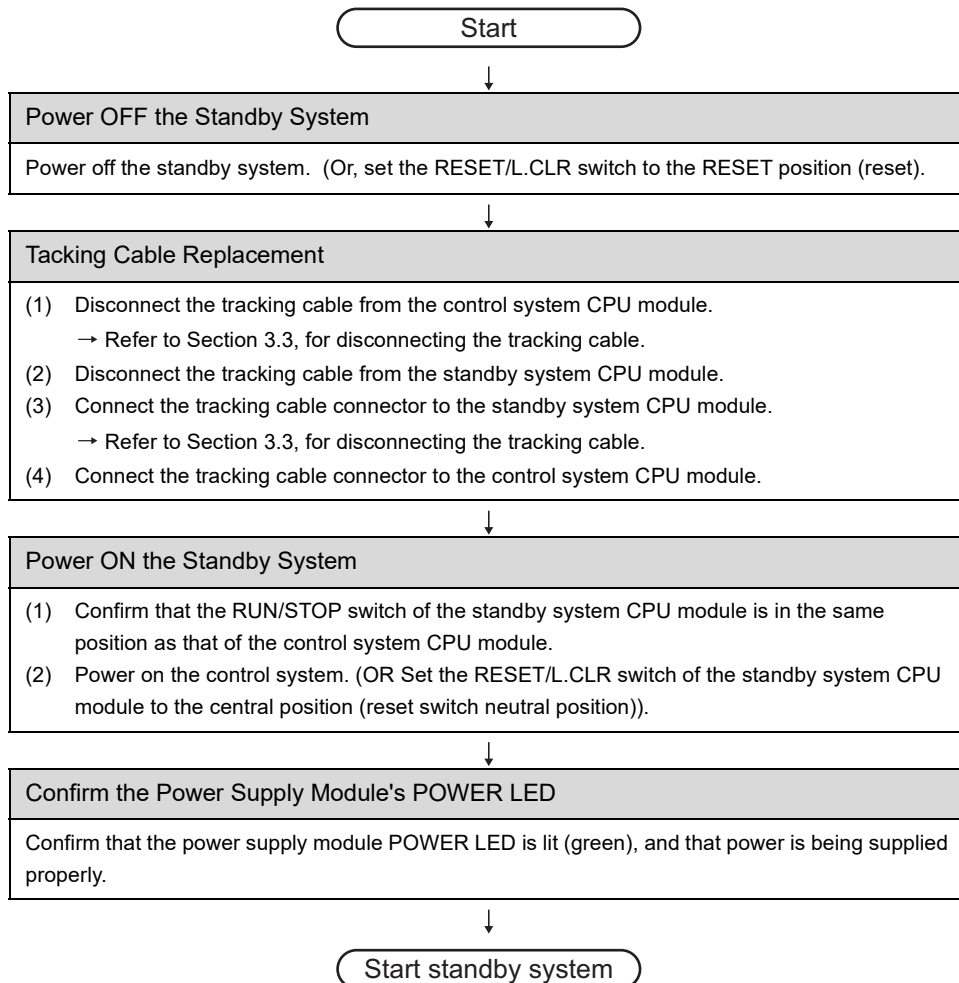 Start
↓
Power OFF the Standby System
Power off the standby system.  (Or, set the RESET/L.CLR switch to the RESET position (reset).
↓
Tacking Cable Replacement
(1) Disconnect the tracking cable from the control system CPU module.
→ Refer to Section 3.3, for disconnecting the tracking cable.
(2) Disconnect the tracking cable from the standby system CPU module.
(3) Connect the tracking cable connector to the standby system CPU module.
→ Refer to Section 3.3, for disconnecting the tracking cable.
(4) Connect the tracking cable connector to the control system CPU module.
↓
Power ON the Standby System
(1) Confirm that the RUN/STOP switch of the standby system CPU module is in the same
position as that of the control system CPU module.
(2) Power on the control system. (OR Set the RESET/L.CLR switch of the standby system CPU
module to the central position (reset switch neutral position)).
↓
Confirm the Power Supply Module's POWER LED
Confirm that the power supply module POWER LED is lit (green), and that power is being supplied
properly.
↓
Start standby system